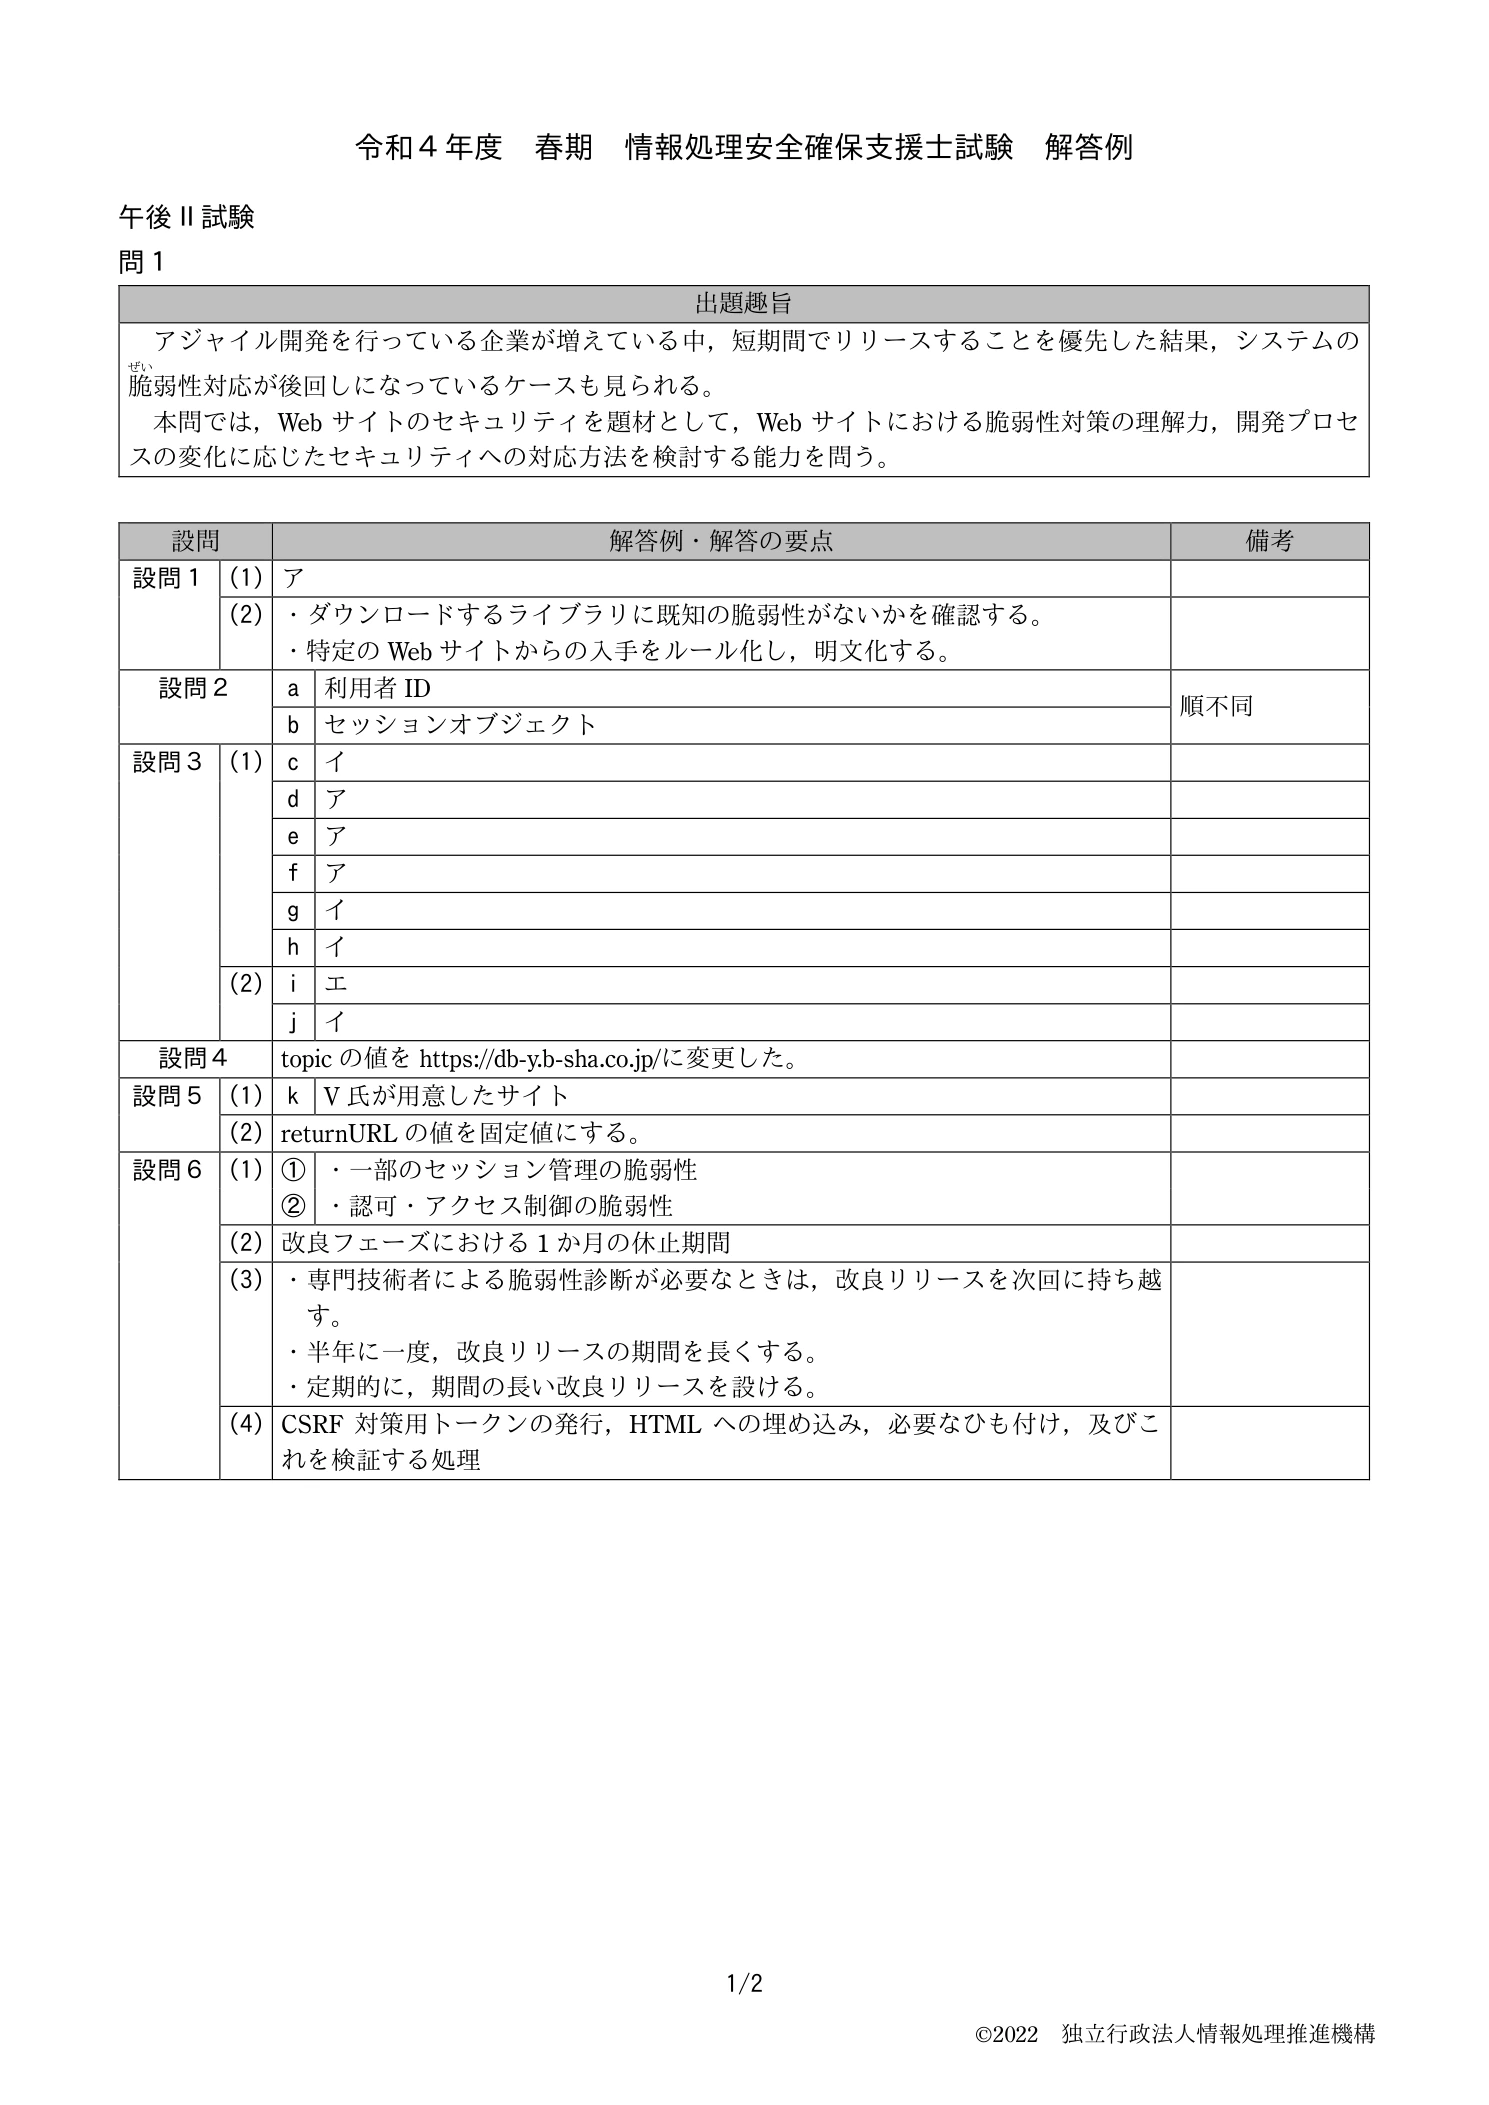 令和４年度　春期　情報処理安全確保支援士試験　解答例
午後Ⅱ試験
問１
出題趣旨
アジャイル開発を行っている企業が増えている中，短期間でリリースすることを優先した結果，システムの
ぜい
脆弱性対応が後回しになっているケースも見られる。
本問では，Web サイトのセキュリティを題材として，Web サイトにおける脆弱性対策の理解力，開発プロセ
スの変化に応じたセキュリティへの対応方法を検討する能力を問う。
設問 解答例・解答の要点 備考
設問１ (1) ア
(2) ・ダウンロードするライブラリに既知の脆弱性がないかを確認する。
・特定の Web サイトからの入手をルール化し，明文化する。
設問２ a 利用者 ID 順不同
b セッションオブジェクト
設問３ (1) c イ
d ア
e ア
f ア
g イ
h イ
(2) i エ
j イ
設問４ topic の値を https://db-y.b-sha.co.jp/に変更した。
設問５ (1) k V 氏が用意したサイト
(2) returnURL の値を固定値にする。
設問６ (1) ① ・一部のセッション管理の脆弱性
② ・認可・アクセス制御の脆弱性
(2) 改良フェーズにおける 1 か月の休止期間
(3) ・専門技術者による脆弱性診断が必要なときは，改良リリースを次回に持ち越
す。
・半年に一度，改良リリースの期間を長くする。
・定期的に，期間の長い改良リリースを設ける。
(4) CSRF 対策用トークンの発行，HTML への埋め込み，必要なひも付け，及びこ
れを検証する処理
1/2
©2022　独立行政法人情報処理推進機構